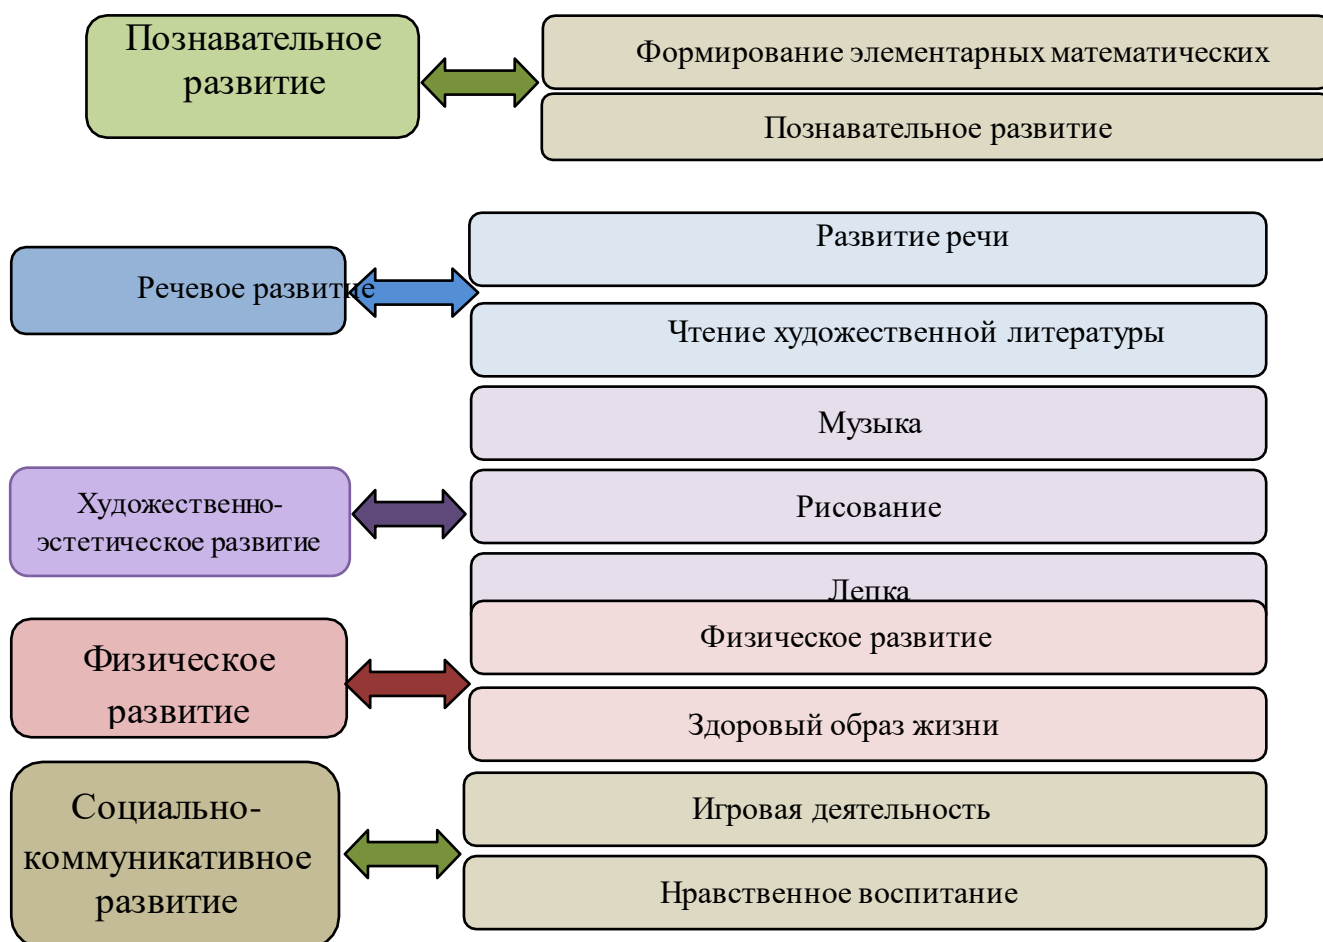 Познавательное
развитие
Формирование элементарных математических
Познавательное развитие
Речевое развитие
Развитие речи
Чтение художественной литературы
Художественно-
эстетическое развитие
Музыка
Рисование
Лепка
Физическое
развитие
Физическое развитие
Здоровый образ жизни
Социально-
коммуникативное
развитие
Игровая деятельность
Нравственное воспитание